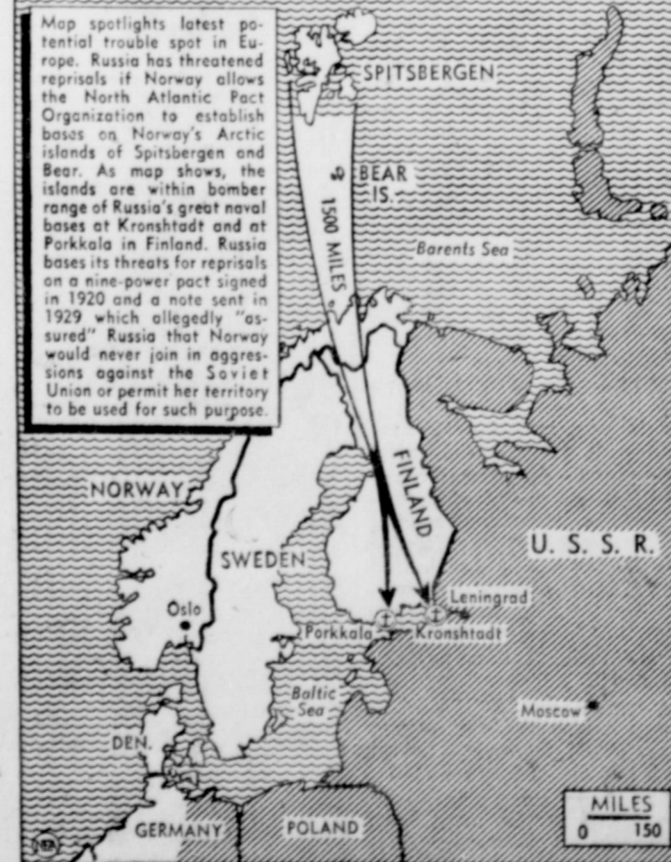 Map spotlights latest po-
tential trouble spot in Eu-
rope. Russia has threatened
reprisals if Norway allows
the North Atlantic Pact
Organization to establish
bases on Norway's Arctic
islands of Spitsbergen and
Bear. As map shows, the
islands are within bomber
range of Russia's great naval
bases at Kronshtadt and at
Porkkala in Finland. Russia
bases its threats for reprisals
on a nine-power pact signed
in 1920 and a note sent in
1929 which allegedly "as-
sured" Russia that Norway
would never join in aggres-
sions against the Soviet
Union or permit her territory
to be used for such purpose.
SPITSBERGEN
BEAR
IS.
1500 MILES
Barents Sea
NORWAY
FINLAND
SWEDEN
U. S. S. R.
Oslo
Leningrad
Porkkala
Kronshtadt
Baltic
Sea
Moscow
DEN.
GERMANY
POLAND
MILES
0 150
NEA